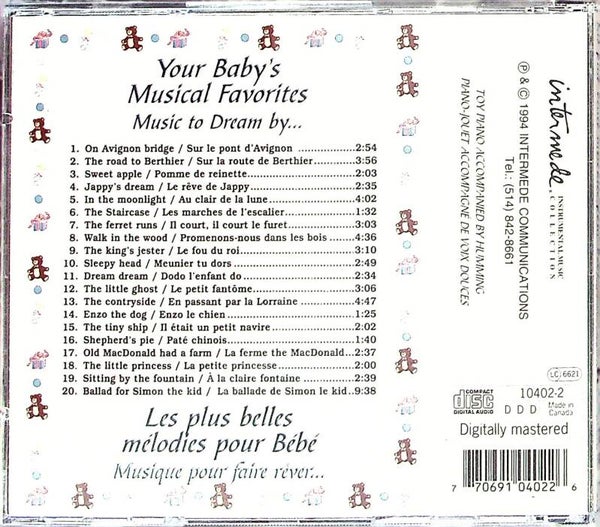 Your Baby's
Musical Favorites
Music to Dream by...
1. On Avignon bridge / Sur le pont d'Avignon ....................2:54
2. The road to Berthier / Sur la route de Berthier ............3:56
3. Sweet apple / Pomme de reinette ....................2:03
4. Jappy's dream / Le rêve de Jappy....................2:35
5. In the moonlight / Au clair de la lune....................4:02
6. The Staircase / Les marches de l'escalier....................1:32
7. The ferret runs / Il court, il court le furet....................3:03
8. Walk in the wood / Promenons-nous dans les bois ....4:36
9. The king's jester / Le fou du roi....................3:30
10. Sleepy head / Meunier tu dors....................2:49
11. Dream dream / Dodo l'enfant do....................2:34
12. The little ghost / Le petit fantôme....................3:06
13. The contryside / En passant par la Lorraine ................4:47
14. Enzo the dog / Enzo le chien ....................2:45
15. The tiny ship / Il était un petit navire....................2:02
16. Shepherd's pie / Paté chinois....................1:40
17. Old MacDonald had a farm / La ferme the MacDonald....2:37
18. The little princess / La petite princesse....................2:00
19. Sitting by the fountain / À la claire fontaine................2:39
20. Ballad for Simon the kid / La ballade de Simon le kid..9:38
Les plus belles
mélodies pour Bébé
Musique pour faire rêver...
intermede
INSTRUMENTAL MUSIC
COLLECTION
℗ & © 1994 INTERMEDE COMMUNICATIONS
Tel.: (514) 842-8661
TOY PIANO ACCOMPANIED BY HUMMING
PIANO-JOUET ACCOMPAGNÉ DE VOIX DOUCES
LC 6621
COMPACT
disc
DIGITAL AUDIO
10402-2
D D D
Made in
Canada
Digitally mastered
7 70691 04022 6